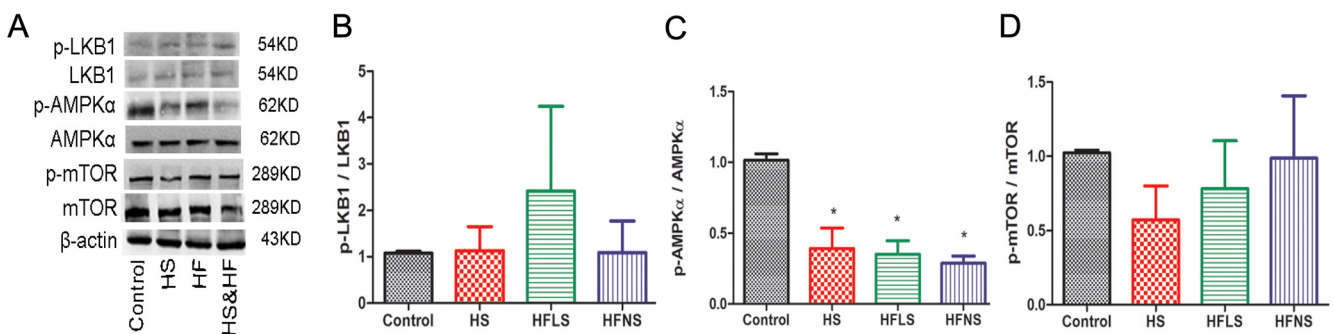 A
p-LKB1 54KD
LKB1 54KD
p-AMPKα 62KD
AMPKα 62KD
p-mTOR 289KD
mTOR 289KD
β-actin 43KD
Control HS HF HS&HF
B
p-LKB1 / LKB1
5
4
3
2
1
0
Control HS HFLS HFNS
C
p-AMPKα / AMPKα
1.5
1.0
0.5
0.0
* * *
Control HS HFLS HFNS
D
p-mTOR / mTOR
1.5
1.0
0.5
0.0
Control HS HFLS HFNS